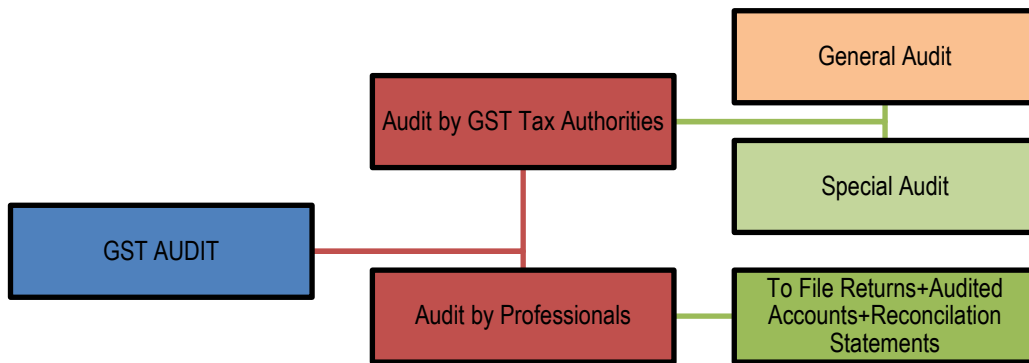 General Audit
Audit by GST Tax Authorities
Special Audit
GST AUDIT
Audit by Professionals
To File Returns+Audited
Accounts+Reconcilation
Statements